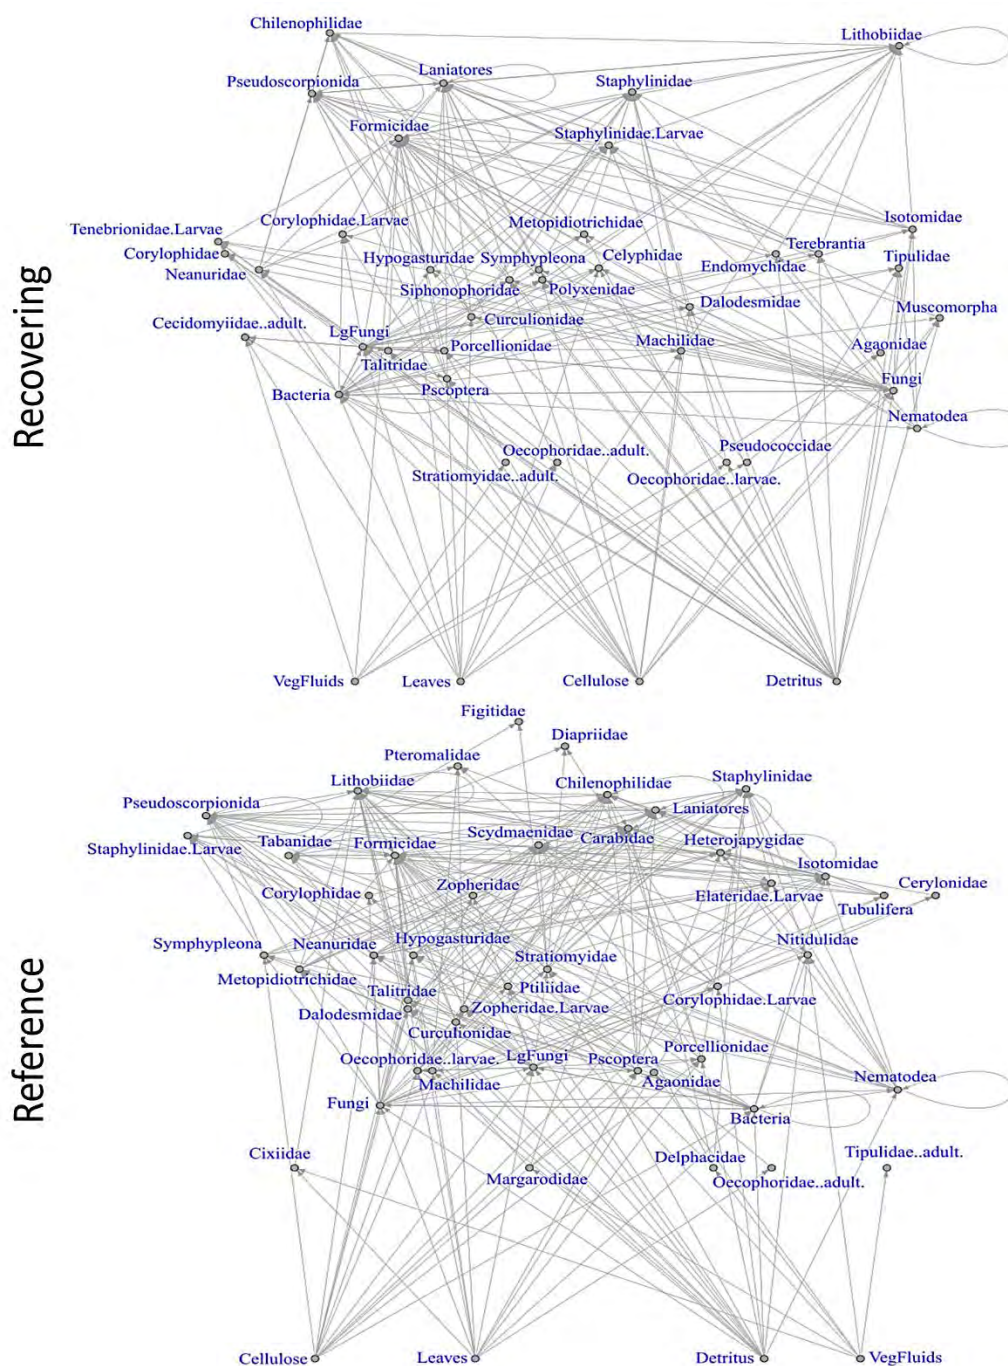 Recovering
Chilenophilidae
Lithobiidae
Pseudoscorpionida
Laniatores
Staphylinidae
Formicidae
Staphylinidae.Larvae
Tenebrionidae.Larvae
Corylophidae.Larvae
Metopidiotrichidae
Isotomidae
Corylophidae
Neanuridae
Hypogasturidae
Symphypleona
Celyphidae
Terebrantia
Endomychidae
Tipulidae
Siphonophoridae
Polyxenidae
Dalodesmidae
Muscomorpha
Cecidomyiidae..adult.
LgFungi
Curculionidae
Talitridae
Porcellionidae
Machilidae
Agaonidae
Bacteria
Pscoptera
Fungi
Nematodea
Oecophoridae..adult.
Pseudococcidae
Stratiomyidae..adult.
Oecophoridae..larvae.
VegFluids
Leaves
Cellulose
Detritus
Reference
Figitidae
Diapriidae
Pteromalidae
Lithobiidae
Chilenophilidae
Staphylinidae
Pseudoscorpionida
Laniatores
Staphylinidae.Larvae
Tabanidae
Formicidae
Scydmaenidae
Carabidae
Heterojapygidae
Isotomidae
Corylophidae
Zopheridae
Elateridae.Larvae
Tubulifera
Cerylonidae
Symphypleona
Neanuridae
Hypogasturidae
Stratiomyidae
Nitidulidae
Metopidiotrichidae
Talitridae
Dalodesmidae
Ptiliidae
Zopheridae.Larvae
Corylophidae.Larvae
Curculionidae
Oecophoridae..larvae.
LgFungi
Pscoptera
Porcellionidae
Machilidae
Agaonidae
Nematodea
Fungi
Bacteria
Cixiidae
Margarodidae
Delphacidae
Oecophoridae..adult.
Tipulidae..adult.
Cellulose
Leaves
Detritus
VegFluids